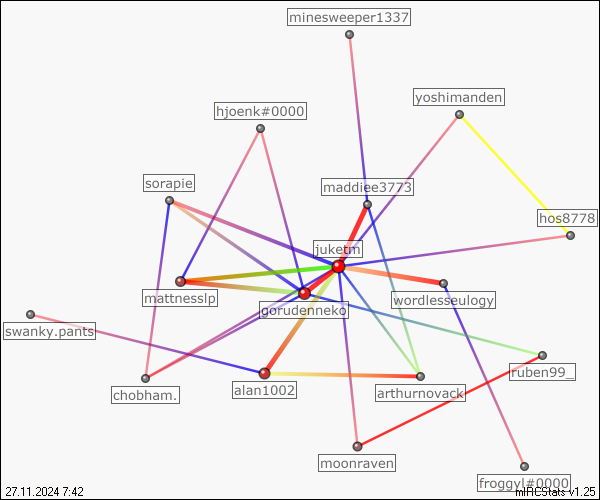 minesweeper1337
yoshimanden
hjoenk#0000
sorapie
maddiee3773
hos8778
juketm
mattnesslp
wordlesseulogy
gorudenneko
swanky.pants
ruben99_
alan1002
arthurnovack
chobham.
moonraven
froggyl#0000
27.11.2024 7:42
mIRCStats v1.25